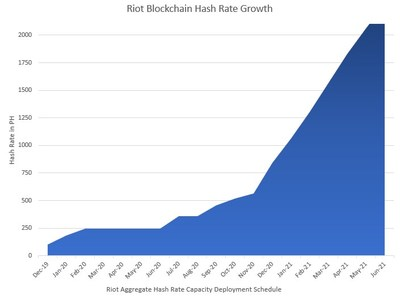 Riot Blockchain Hash Rate Growth
2000
1750
1500
1250
1000
750
500
250
0
Hash Rate in PH
Dec-19
Jan-20
Feb-20
Mar-20
Apr-20
May-20
Jun-20
Jul-20
Aug-20
Sep-20
Oct-20
Nov-20
Dec-20
Jan-21
Feb-21
Mar-21
Apr-21
May-21
Jun-21
Riot Aggregate Hash Rate Capacity Deployment Schedule